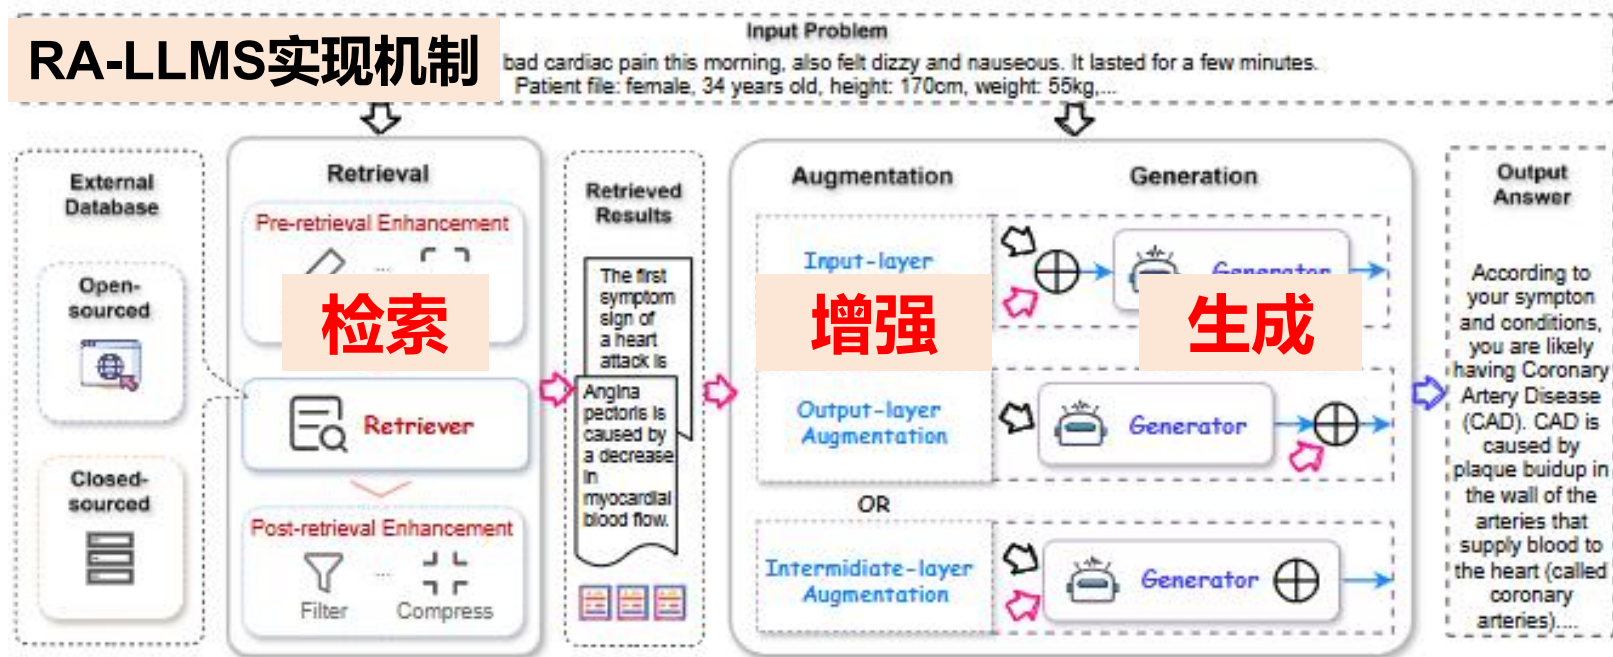 RA-LLMS实现机制
Input Problem
bad cardiac pain this morning, also felt dizzy and nauseous. It lasted for a few minutes.
Patient file: female, 34 years old, height: 170cm, weight: 55kg,...
External
Database
Open-
sourced
Closed-
sourced
Retrieval
Pre-retrieval Enhancement
...
检索
Retriever
Post-retrieval Enhancement
...
Filter
Compress
Retrieved
Results
The first
symptom
sign of
a heart
attack is
Angina
pectoris is
caused by
a decrease
in
myocardial
blood flow.
Augmentation
Generation
Input-layer
增强
Generator
生成
Output-layer
Augmentation
Generator
OR
Intermidiate-layer
Augmentation
Generator
Output
Answer
According to
your sympton
and conditions,
you are likely
having Coronary
Artery Disease
(CAD). CAD is
caused by
plaque buidup in
the wall of the
arteries that
supply blood to
the heart (called
coronary
arteries)....